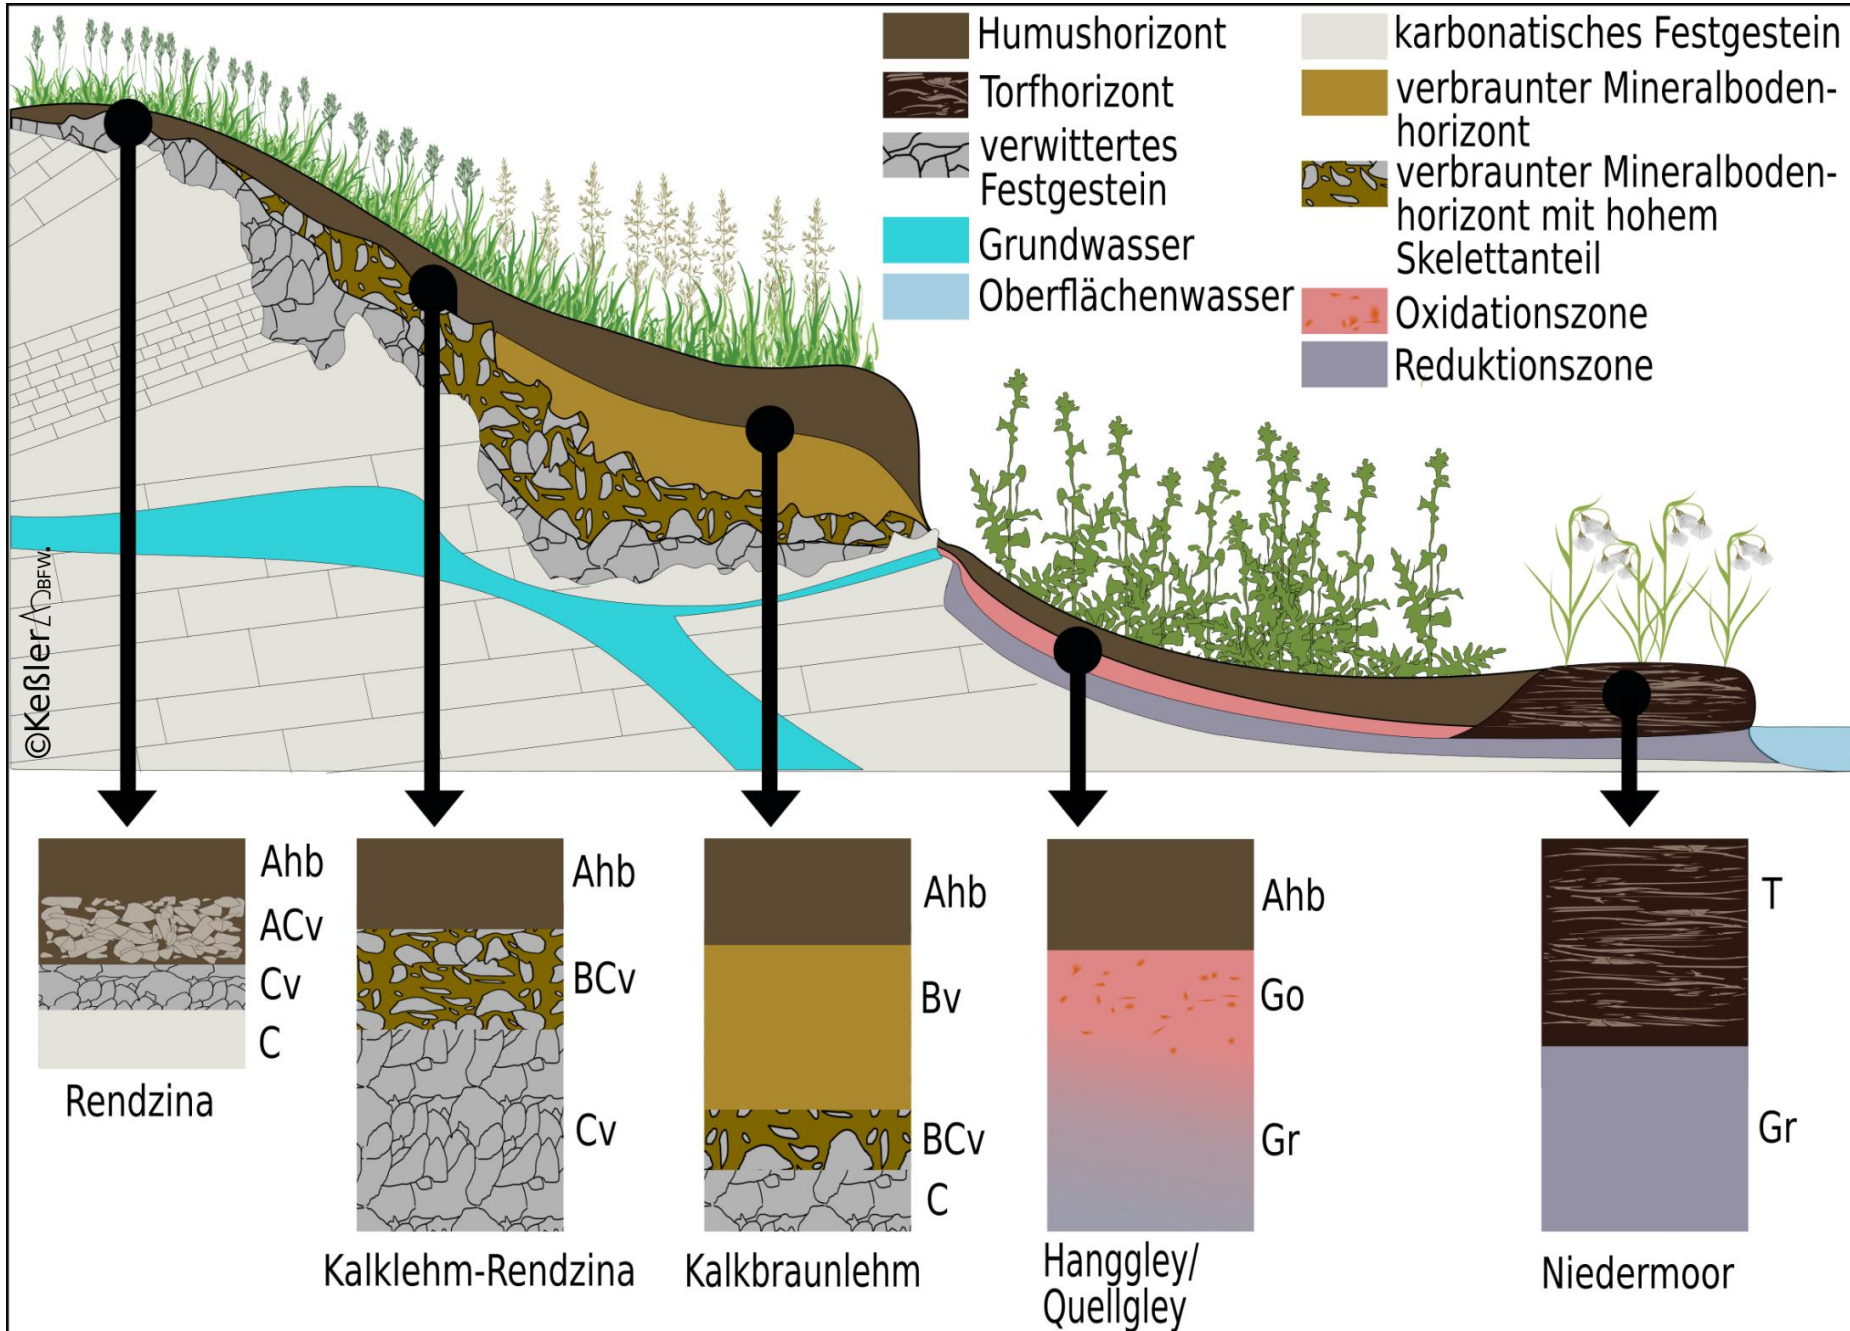 Humushorizont
Torfhorizont
verwittertes
Festgestein
Grundwasser
Oberflächenwasser
karbonatisches Festgestein
verbraunter Mineralboden-
horizont
verbraunter Mineralboden-
horizont mit hohem
Skelettanteil
Oxidationszone
Reduktionszone
©Keßler BFW.
Ahb
ACv
Cv
C
Rendzina
Ahb
BCv
Cv
Kalklehm-Rendzina
Ahb
Bv
BCv
C
Kalkbraunlehm
Ahb
Go
Gr
Hanggley/
Quellgley
T
Gr
Niedermoor